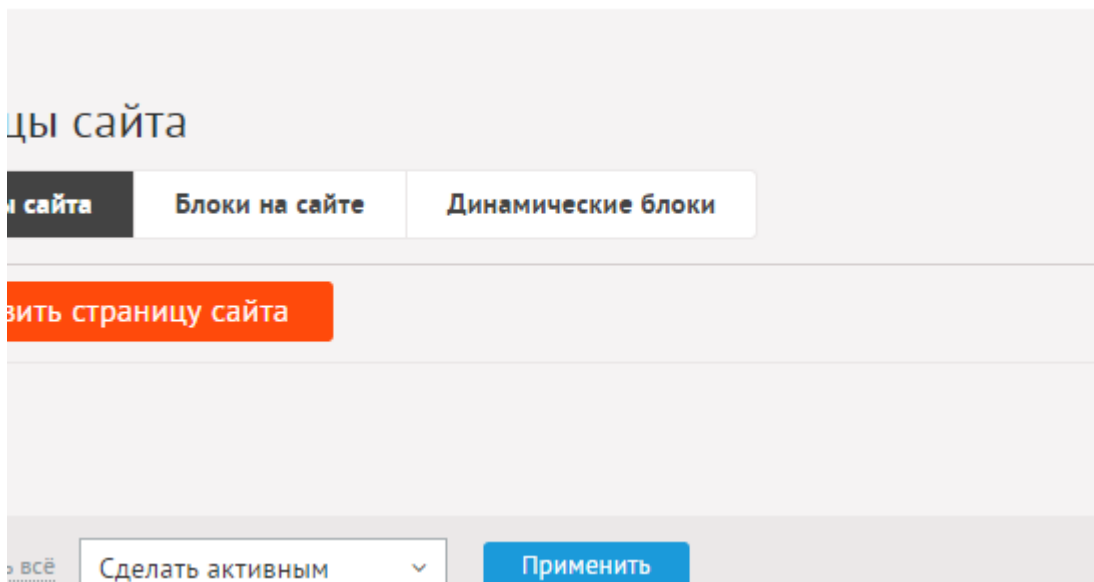 цы сайта
ы сайта Блоки на сайте Динамические блоки
вить страницу сайта
ь всё Сделать активным Применить